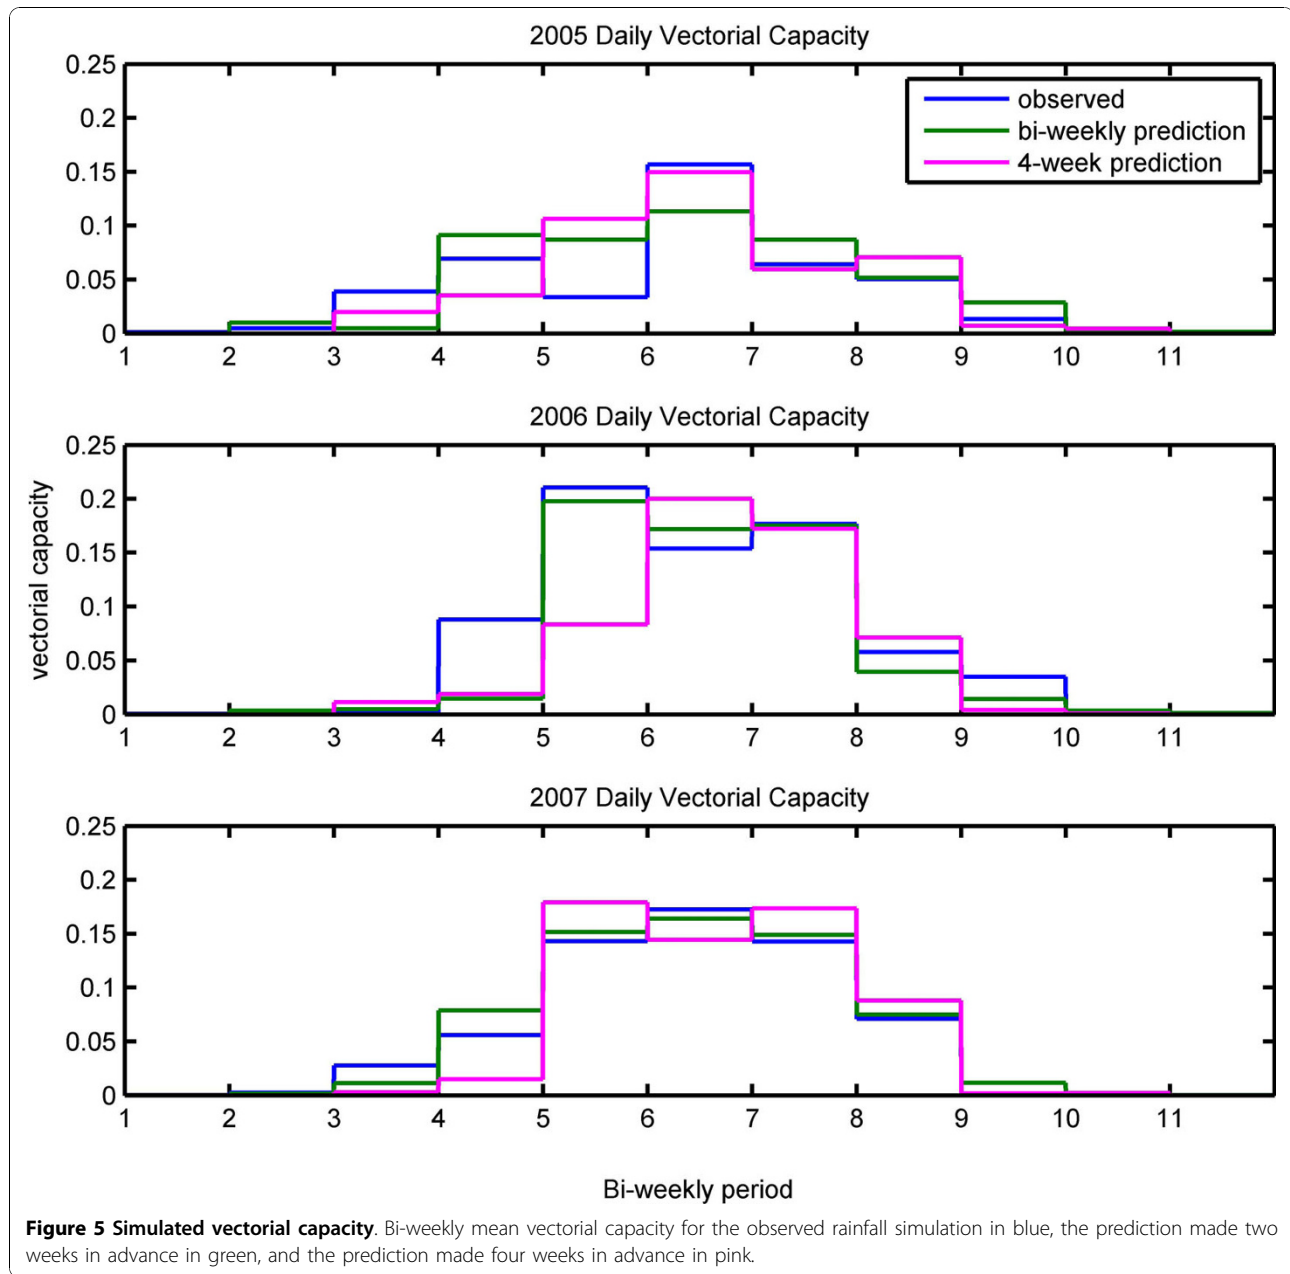 2005 Daily Vectorial Capacity
0.25
0.2
0.15
0.1
0.05
0
1 2 3 4 5 6 7 8 9 10 11
observed
bi-weekly prediction
4-week prediction
2006 Daily Vectorial Capacity
vectorial capacity
0.25
0.2
0.15
0.1
0.05
0
1 2 3 4 5 6 7 8 9 10 11
2007 Daily Vectorial Capacity
0.25
0.2
0.15
0.1
0.05
0
1 2 3 4 5 6 7 8 9 10 11
Bi-weekly period
Figure 5 Simulated vectorial capacity. Bi-weekly mean vectorial capacity for the observed rainfall simulation in blue, the prediction made two
weeks in advance in green, and the prediction made four weeks in advance in pink.